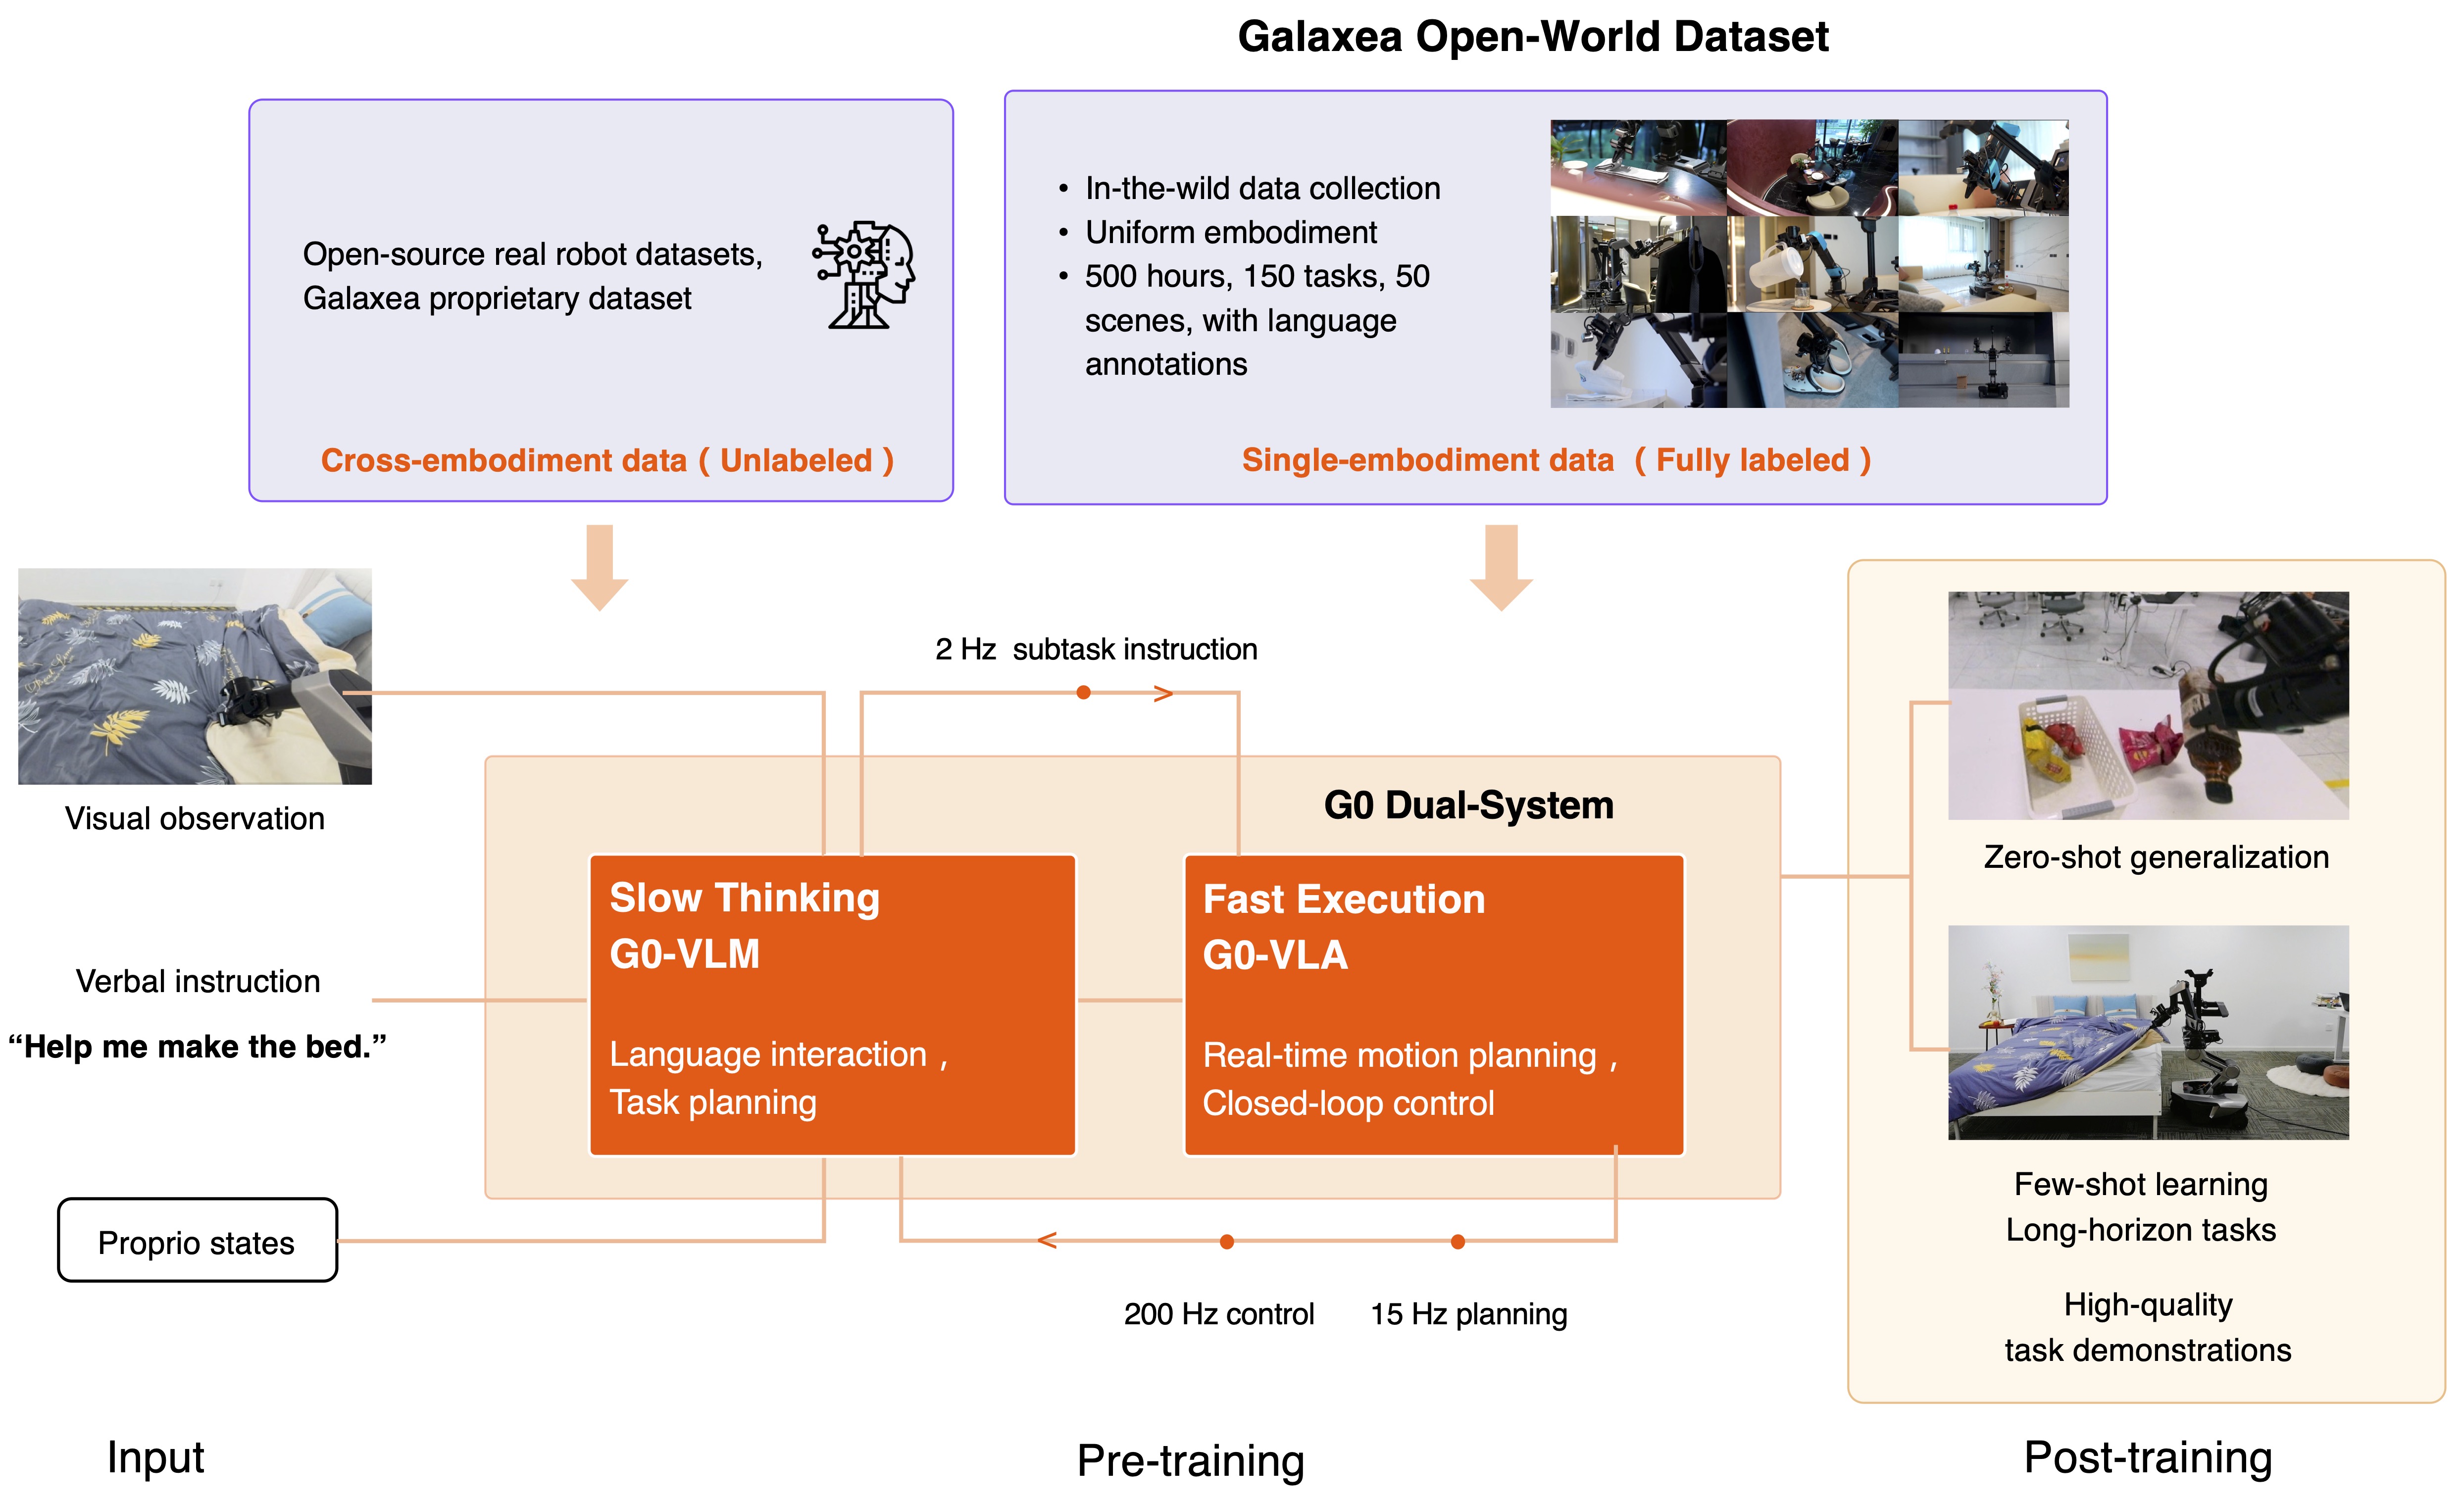 Galaxea Open-World Dataset
Open-source real robot datasets,
Galaxea proprietary dataset
Cross-embodiment data ( Unlabeled )
• In-the-wild data collection
• Uniform embodiment
• 500 hours, 150 tasks, 50
scenes, with language
annotations
Single-embodiment data ( Fully labeled )
Visual observation
Verbal instruction
“Help me make the bed.”
Proprio states
2 Hz subtask instruction
G0 Dual-System
Slow Thinking
G0-VLM
Language interaction ,
Task planning
Fast Execution
G0-VLA
Real-time motion planning ,
Closed-loop control
200 Hz control
15 Hz planning
Zero-shot generalization
Few-shot learning
Long-horizon tasks
High-quality
task demonstrations
Input
Pre-training
Post-training